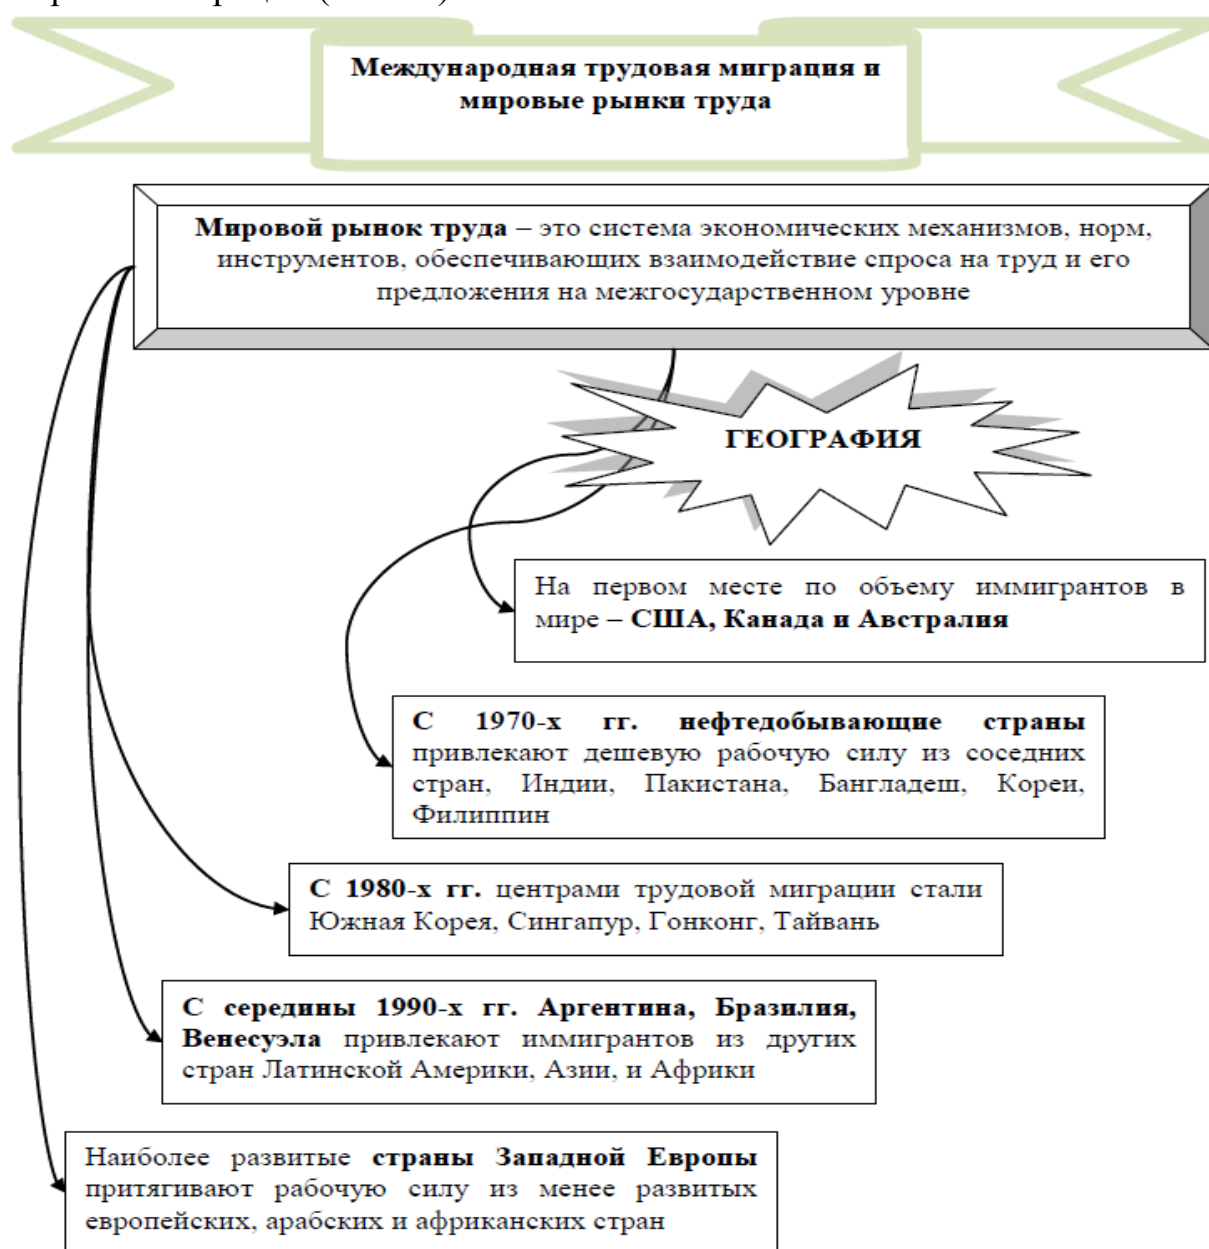 Международная трудовая миграция и
мировые рынки труда
Мировой рынок труда – это система экономических механизмов, норм,
инструментов, обеспечивающих взаимодействие спроса на труд и его
предложения на межгосударственном уровне
ГЕОГРАФИЯ
На первом месте по объему иммигрантов в
мире – США, Канада и Австралия
С 1970-х гг. нефтедобывающие страны
привлекают дешевую рабочую силу из соседних
стран, Индии, Пакистана, Бангладеш, Кореи,
Филиппин
С 1980-х гг. центрами трудовой миграции стали
Южная Корея, Сингапур, Гонконг, Тайвань
С середины 1990-х гг. Аргентина, Бразилия,
Венесуэла привлекают иммигрантов из других
стран Латинской Америки, Азии, и Африки
Наиболее развитые страны Западной Европы
притягивают рабочую силу из менее развитых
европейских, арабских и африканских стран